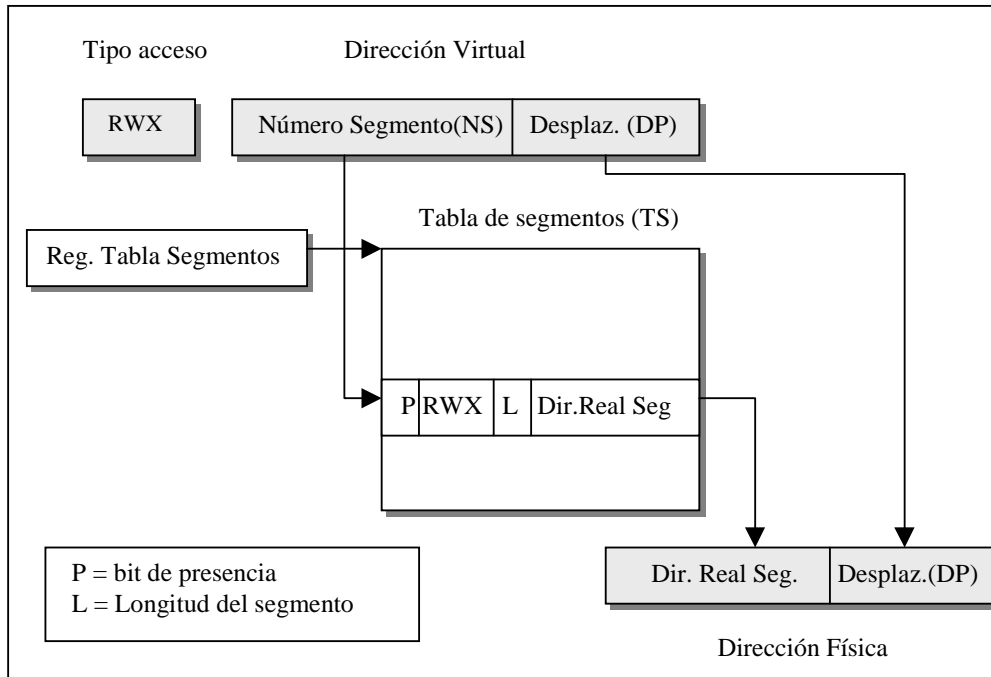 Tipo acceso
Dirección Virtual
RWX
Número Segmento(NS)
Desplaz. (DP)
Tabla de segmentos (TS)
Reg. Tabla Segmentos
P
RWX
L
Dir.Real Seg
P = bit de presencia
L = Longitud del segmento
Dir. Real Seg.
Desplaz.(DP)
Dirección Física